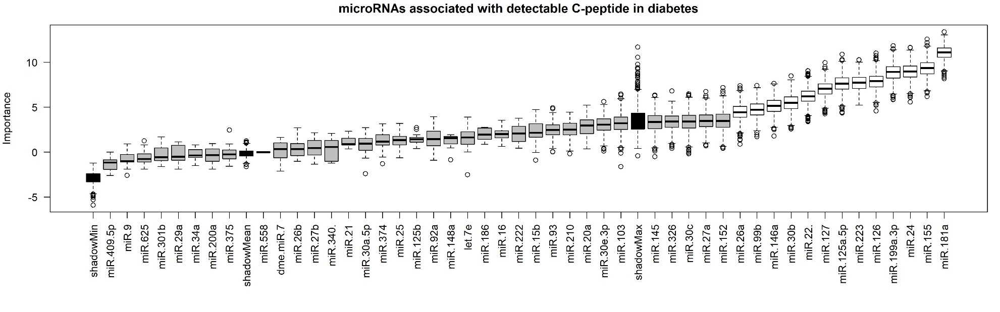 microRNAs associated with detectable C-peptide in diabetes
Importance
10
5
0
-5
shadowMin
miR.409.5p
miR.9
miR.625
miR.301b
miR.29a
miR.34a
miR.200a
miR.375
shadowMean
miR.558
dme.miR.7
miR.26b
miR.27b
miR.340.
miR.21
miR.30a.5p
miR.374
miR.25
miR.125b
miR.92a
miR.148a
let.7e
miR.186
miR.16
miR.222
miR.15b
miR.93
miR.210
miR.20a
miR.30e.3p
miR.103
shadowMax
miR.145
miR.326
miR.30c
miR.27a
miR.152
miR.26a
miR.99b
miR.146a
miR.30b
miR.22.
miR.127
miR.125a.5p
miR.223
miR.126
miR.199a.3p
miR.24
miR.155
miR.181a